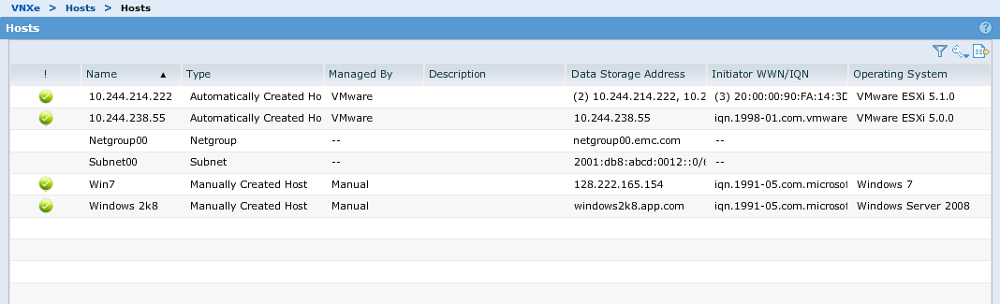 VNXe > Hosts > Hosts
Hosts ?
! Name ▲ Type Managed By Description Data Storage Address Initiator WWN/IQN Operating System
10.244.214.222 Automatically Created Ho VMware (2) 10.244.214.222, 10.2 (3) 20:00:00:90:FA:14:3D VMware ESXi 5.1.0
10.244.238.55 Automatically Created Ho VMware 10.244.238.55 iqn.1998-01.com.vmware VMware ESXi 5.0.0
Netgroup00 Netgroup -- netgroup00.emc.com --
Subnet00 Subnet -- 2001:db8:abcd:0012::0/6 --
Win7 Manually Created Host Manual 128.222.165.154 iqn.1991-05.com.microsof Windows 7
Windows 2k8 Manually Created Host Manual windows2k8.app.com iqn.1991-05.com.microsof Windows Server 2008